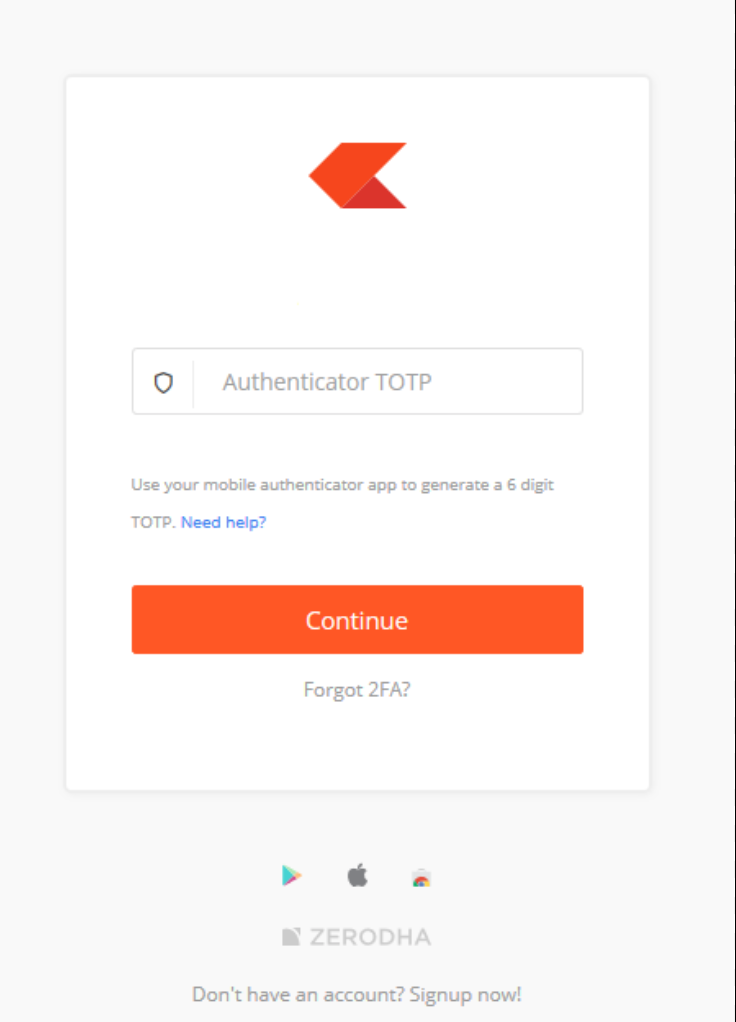 Authenticator TOTP
Use your mobile authenticator app to generate a 6 digit
TOTP. Need help?
Continue
Forgot 2FA?
ZERODHA
Don't have an account? Signup now!